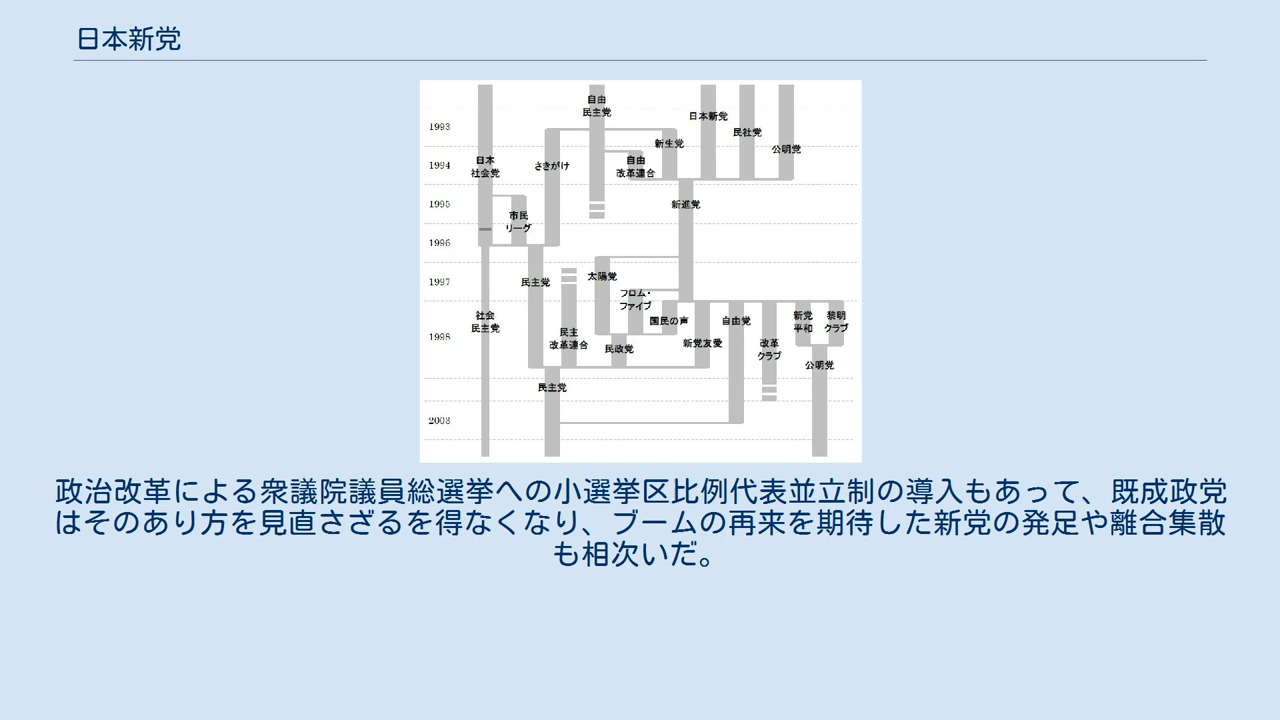 日本新党
自由
民主党
日本新党
1993
民社党
新生党
公明党
日本
社会党
1994
さきがけ
自由
改革連合
1995
新進党
市民
リーグ
1996
太陽党
1997
民主党
フロム・
ファイブ
社会
民主党
国民の声
自由党
新党
平和
黎明
クラブ
1998
民主
改革連合
民政党
新党友愛
改革
クラブ
公明党
民主党
2003
政治改革による衆議院議員総選挙への小選挙区比例代表並立制の導入もあって、既成政党
はそのあり方を見直さざるを得なくなり、ブームの再来を期待した新党の発足や離合集散
も相次いだ。